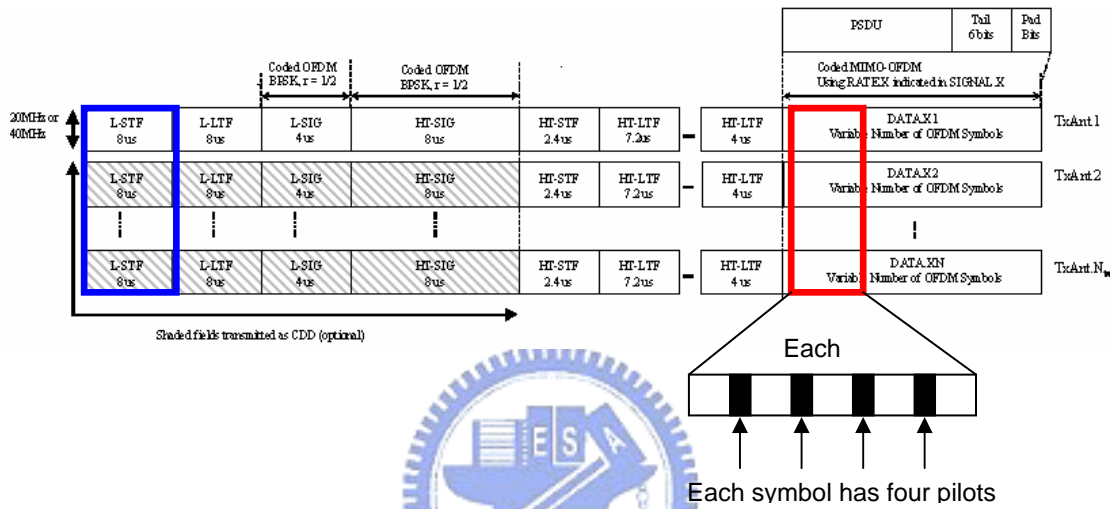 PSDU Tail 6 bits Pad Bits
Coded OFDM BPSK, r = 1/2
Coded OFDM BPSK, r = 1/2
Coded MIMO-OFDM
Using RATEX indicated in SIGNAL X
20MHz or 40MHz
L-STF 8us L-LTF 8us L-SIG 4us HT-SIG 8us HT-STF 2.4us HT-LTF 7.2us HT-LTF 4us DATA X1 Variable Number of OFDM Symbols TxAnt 1
L-STF 8us L-LTF 8us L-SIG 4us HT-SIG 8us HT-STF 2.4us HT-LTF 7.2us HT-LTF 4us DATA X2 Variable Number of OFDM Symbols TxAnt 2
L-STF 8us L-LTF 8us L-SIG 4us HT-SIG 8us HT-STF 2.4us HT-LTF 7.2us HT-LTF 4us DATA XN Variable Number of OFDM Symbols TxAnt N
Shaded fields transmitted as CDD (optional)
Each
E S A
Each symbol has four pilots